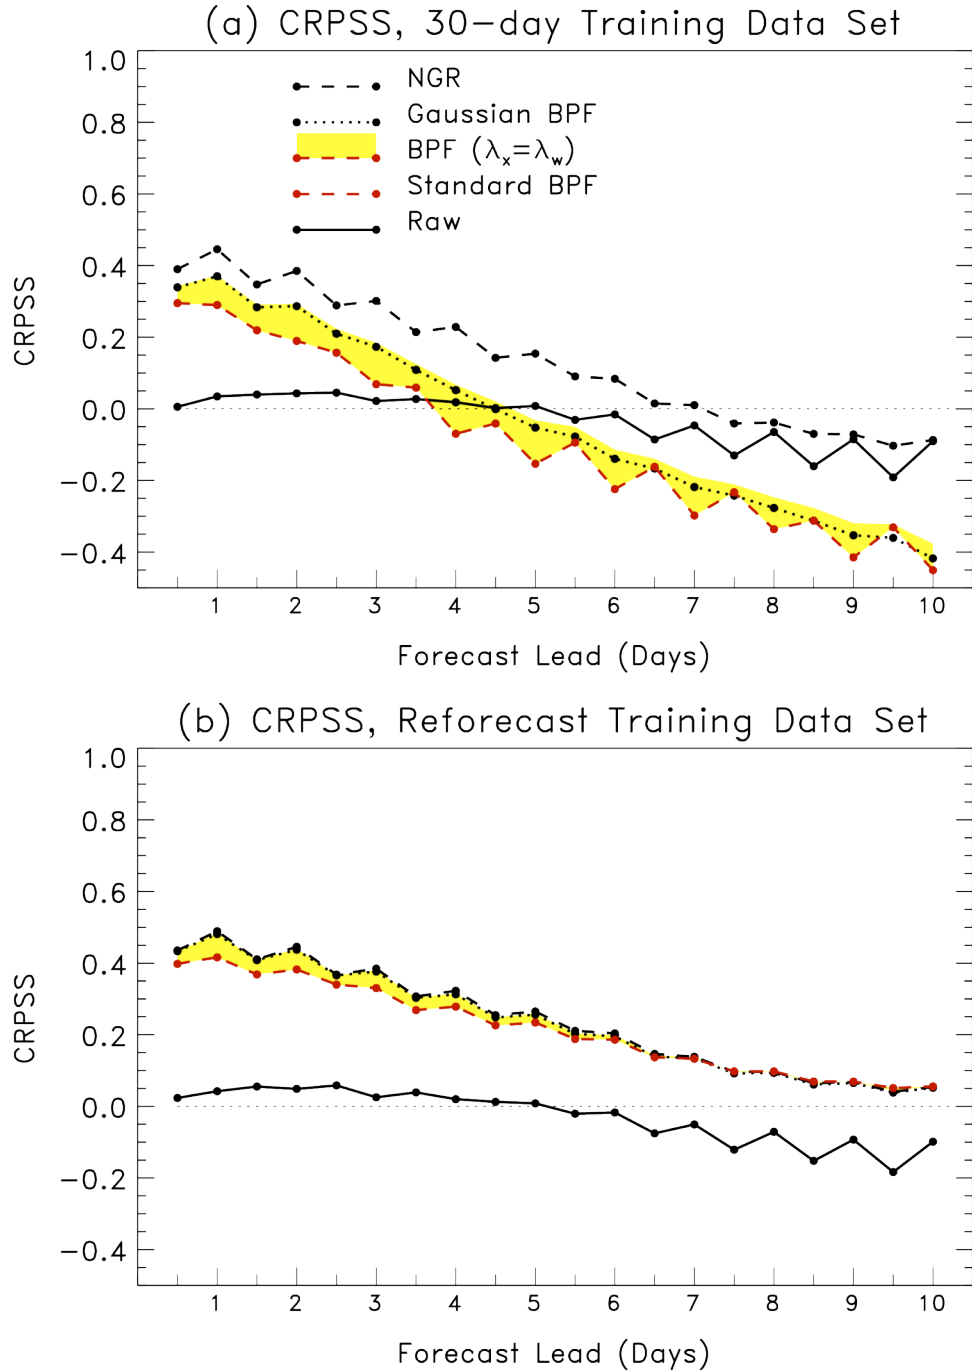 (a) CRPSS, 30-day Training Data Set
1.0
0.8
0.6
0.4
0.2
0.0
-0.2
-0.4
CRPSS
NGR
Gaussian BPF
BPF (λx=λw)
Standard BPF
Raw
1 2 3 4 5 6 7 8 9 10
Forecast Lead (Days)
(b) CRPSS, Reforecast Training Data Set
1.0
0.8
0.6
0.4
0.2
0.0
-0.2
-0.4
CRPSS
1 2 3 4 5 6 7 8 9 10
Forecast Lead (Days)